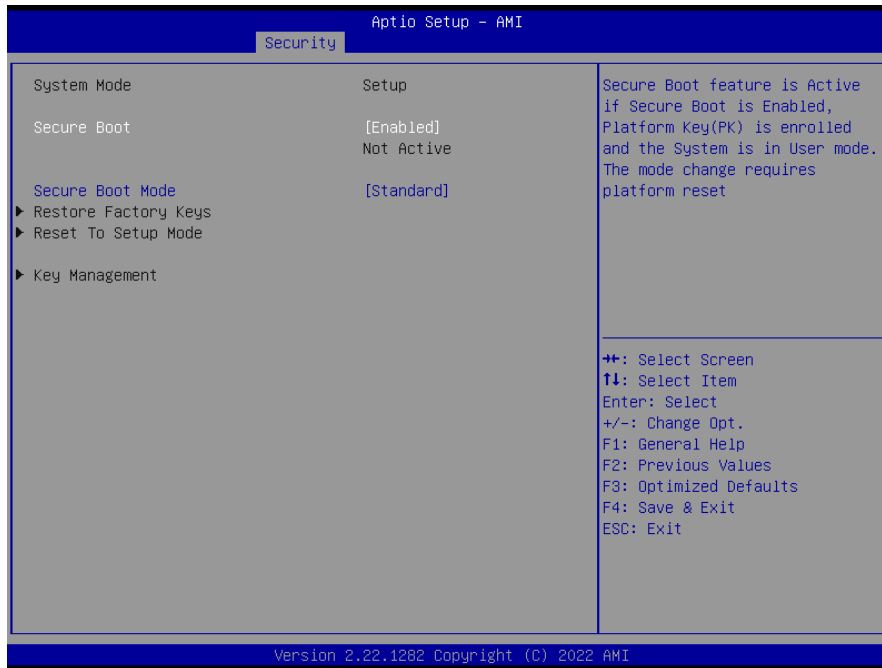 Aptio Setup – AMI
Security
System Mode Setup
Secure Boot [Enabled]
Not Active
Secure Boot Mode [Standard]
▶ Restore Factory Keys
▶ Reset To Setup Mode
▶ Key Management
Secure Boot feature is Active
if Secure Boot is Enabled,
Platform Key(PK) is enrolled
and the System is in User mode.
The mode change requires
platform reset
→←: Select Screen
↑↓: Select Item
Enter: Select
+/-: Change Opt.
F1: General Help
F2: Previous Values
F3: Optimized Defaults
F4: Save & Exit
ESC: Exit
Version 2.22.1282 Copyright (C) 2022 AMI